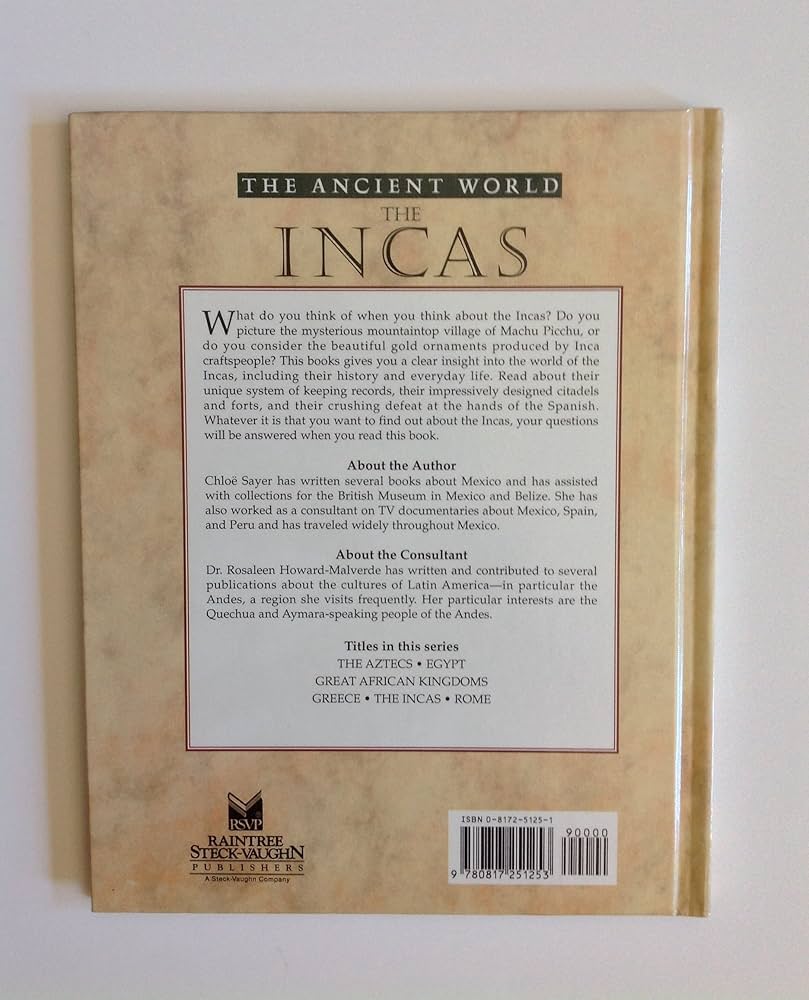 THE ANCIENT WORLD
THE
INCAS
What do you think of when you think about the Incas? Do you
picture the mysterious mountaintop village of Machu Picchu, or
do you consider the beautiful gold ornaments produced by Inca
craftspeople? This books gives you a clear insight into the world of the
Incas, including their history and everyday life. Read about their
unique system of keeping records, their impressively designed citadels
and forts, and their crushing defeat at the hands of the Spanish.
Whatever it is that you want to find out about the Incas, your questions
will be answered when you read this book.
About the Author
Chloë Sayer has written several books about Mexico and has assisted
with collections for the British Museum in Mexico and Belize. She has
also worked as a consultant on TV documentaries about Mexico, Spain,
and Peru and has traveled widely throughout Mexico.
About the Consultant
Dr. Rosaleen Howard-Malverde has written and contributed to several
publications about the cultures of Latin America—in particular the
Andes, a region she visits frequently. Her particular interests are the
Quechua and Aymara-speaking people of the Andes.
Titles in this series
THE AZTECS • EGYPT
GREAT AFRICAN KINGDOMS
GREECE • THE INCAS • ROME
RSVP
RAINTREE
STECK-VAUGHN
PUBLISHERS
A Steck-Vaughn Company
ISBN 0-8172-5125-1
90000
9 780817 251253